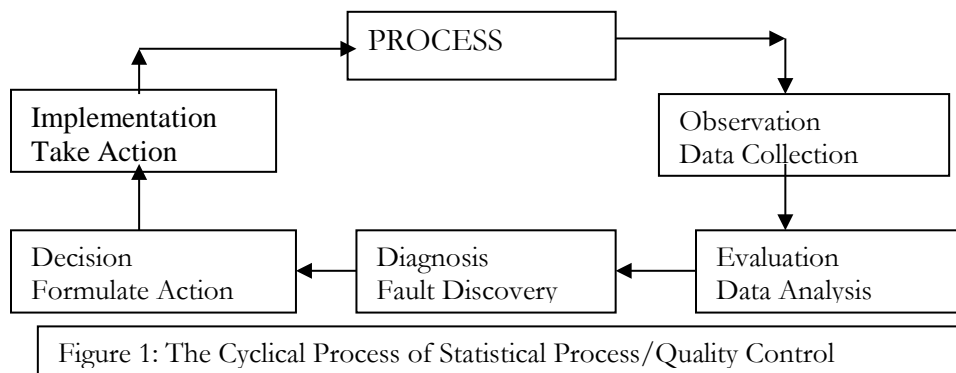 PROCESS
Implementation
Take Action
Observation
Data Collection
Decision
Formulate Action
Diagnosis
Fault Discovery
Evaluation
Data Analysis
Figure 1: The Cyclical Process of Statistical Process/Quality Control